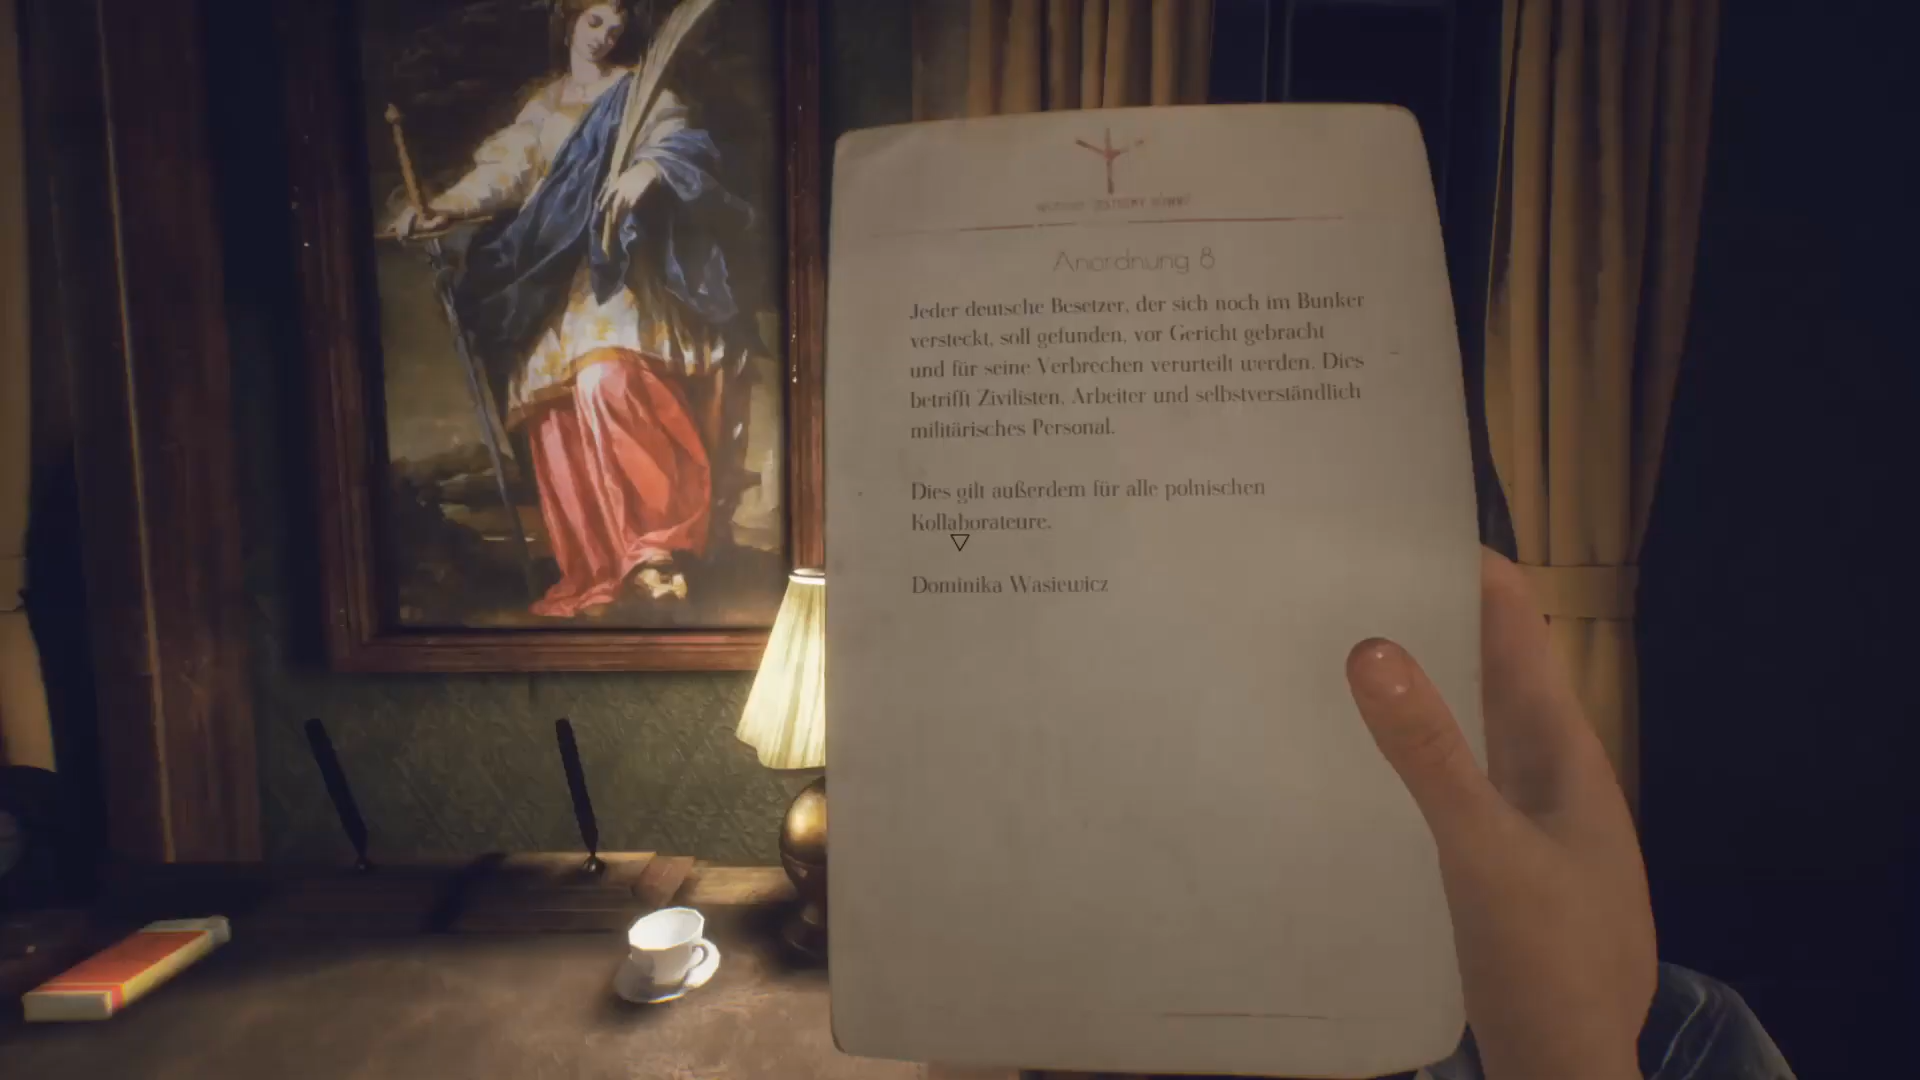 Anordnung 8
Jeder deutsche Besetzer, der sich noch im Bunker
versteckt, soll gefunden, vor Gericht gebracht
und für seine Verbrechen verurteilt werden. Dies
betrifft Zivilisten, Arbeiter und selbstverständlich
militärisches Personal.
Dies gilt außerdem für alle polnischen
Kollaborateure.
Dominika Wasiewicz